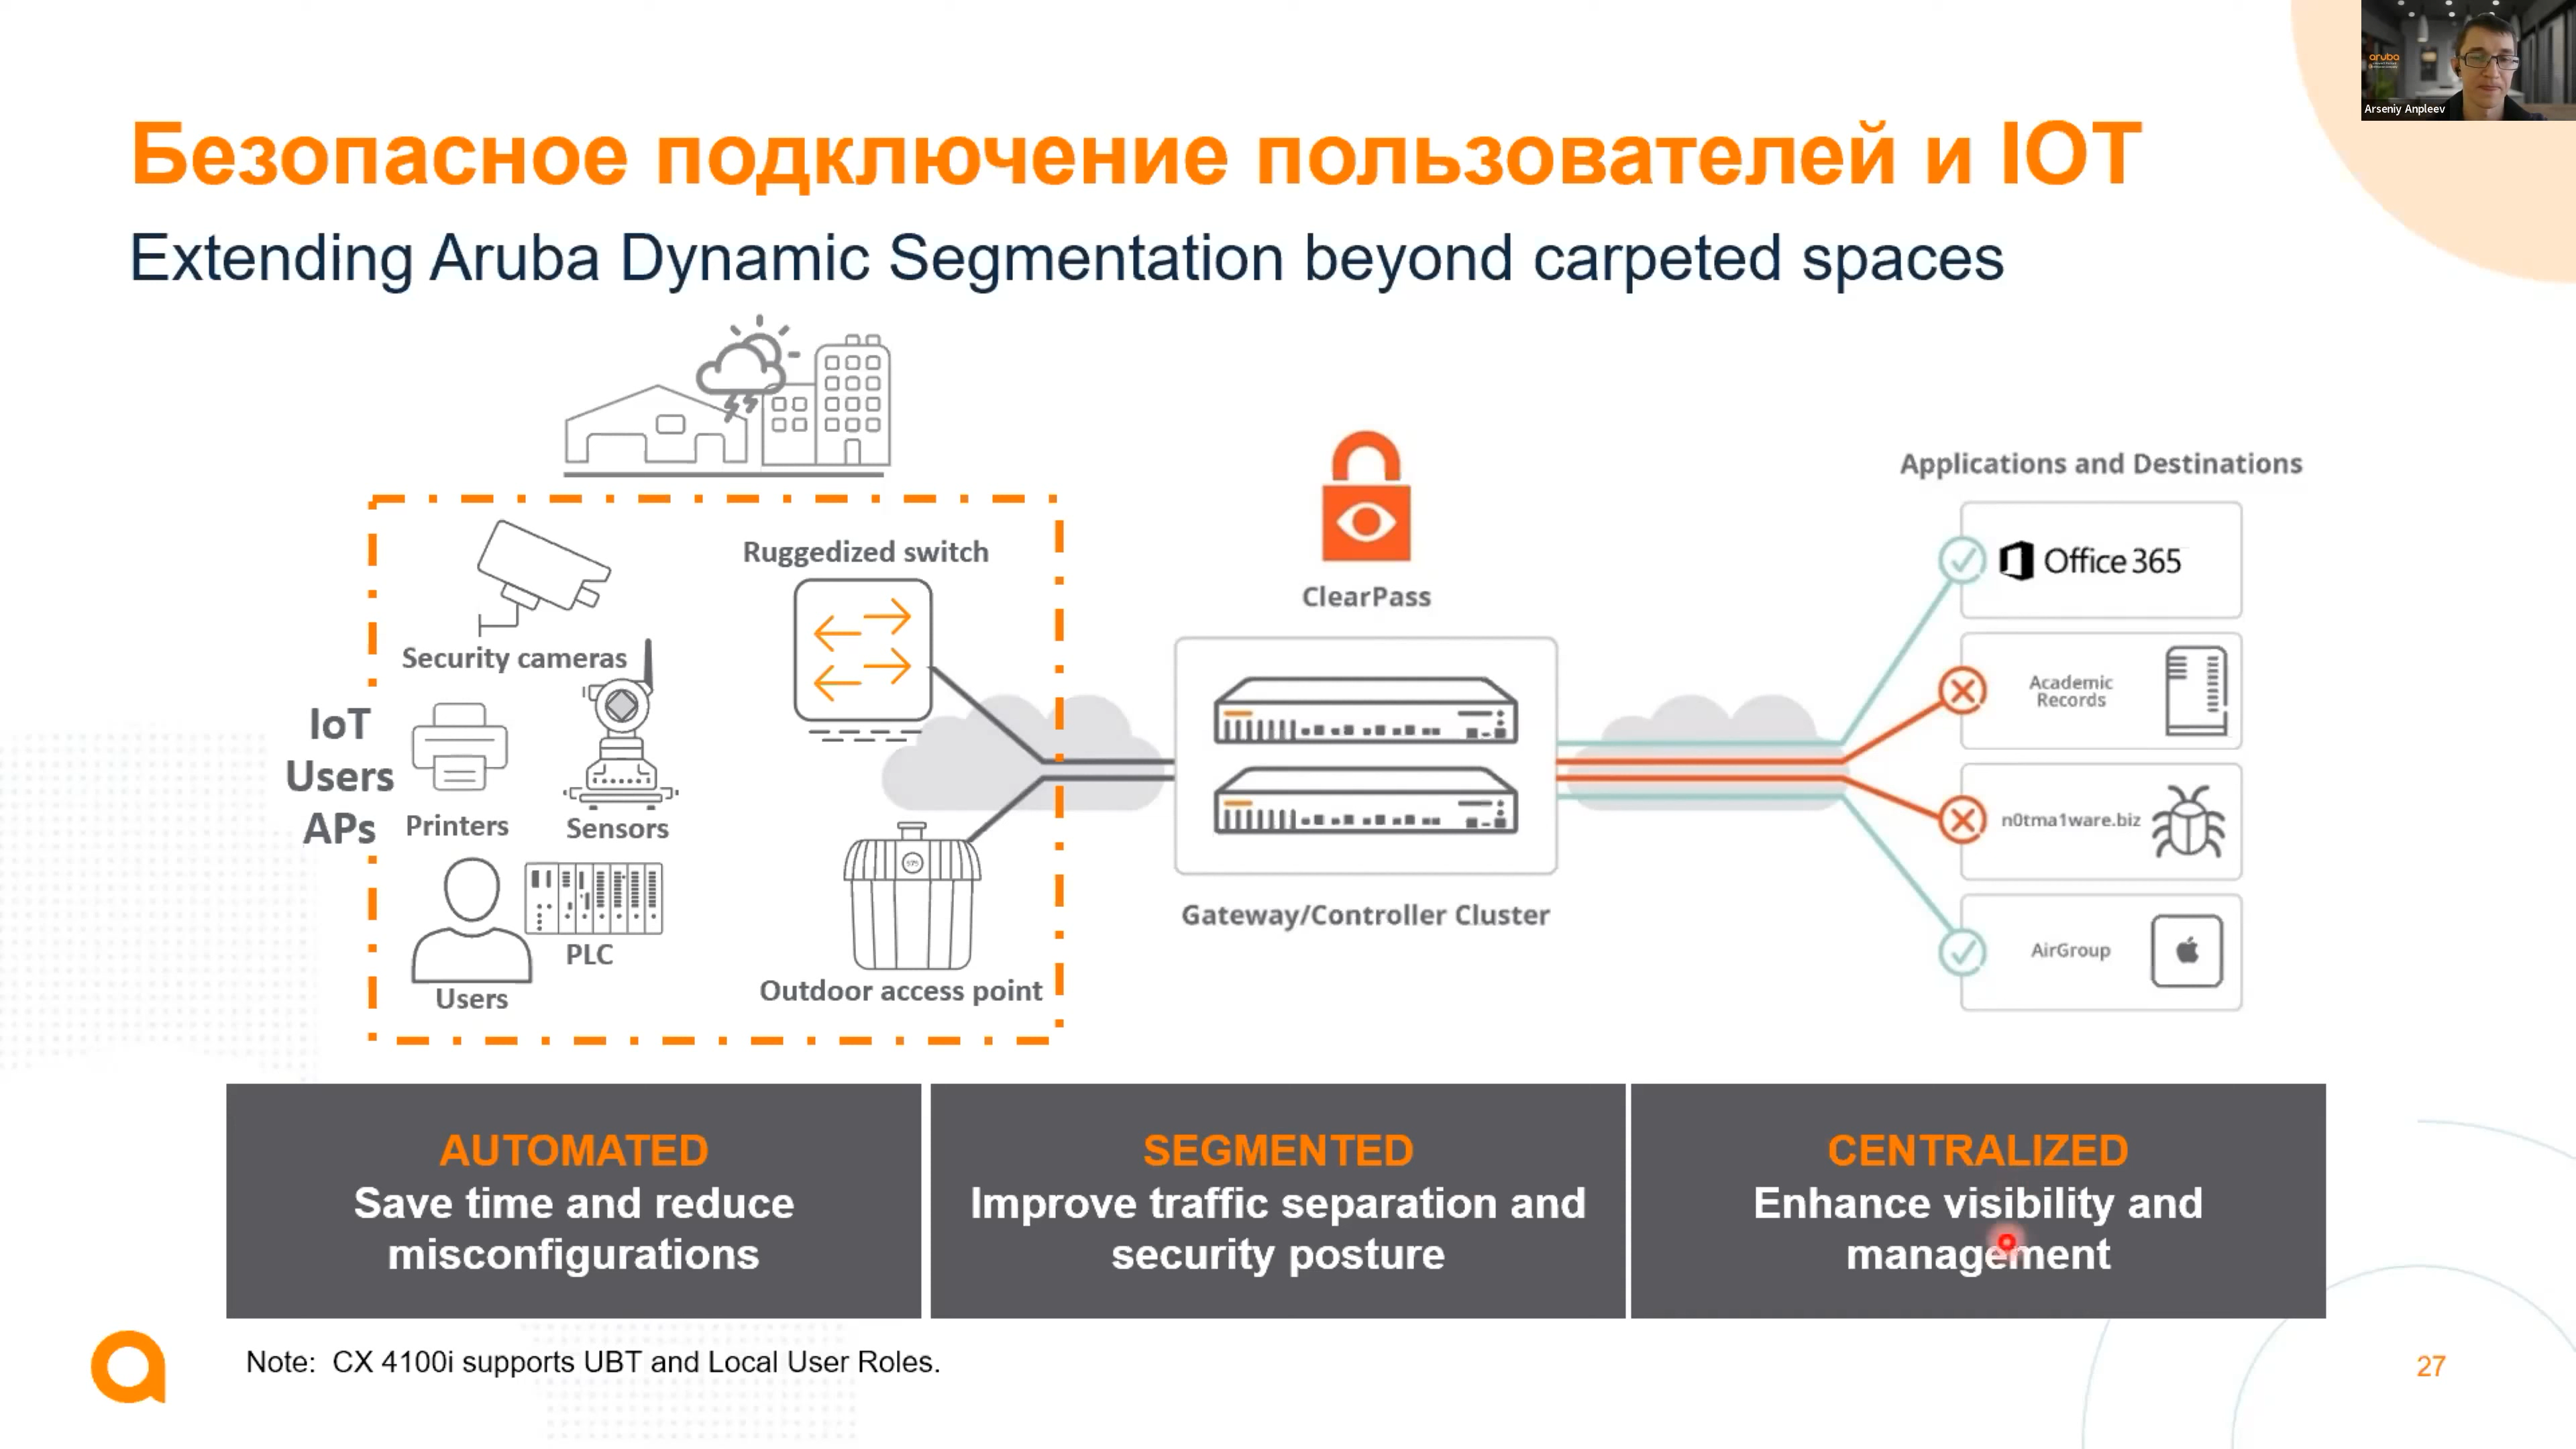 aruba
Arseniy Anpleev
Безопасное подключение пользователей и IOT
Extending Aruba Dynamic Segmentation beyond carpeted spaces
Applications and Destinations
Ruggedized switch
Office 365
ClearPass
Security cameras
Academic
Records
IoT
Users
APs
Printers
Sensors
n0tma1ware.biz
575
Gateway/Controller Cluster
PLC
AirGroup
Users
Outdoor access point
AUTOMATED
Save time and reduce
misconfigurations
SEGMENTED
Improve traffic separation and
security posture
CENTRALIZED
Enhance visibility and
management
Note: CX 4100i supports UBT and Local User Roles.
27